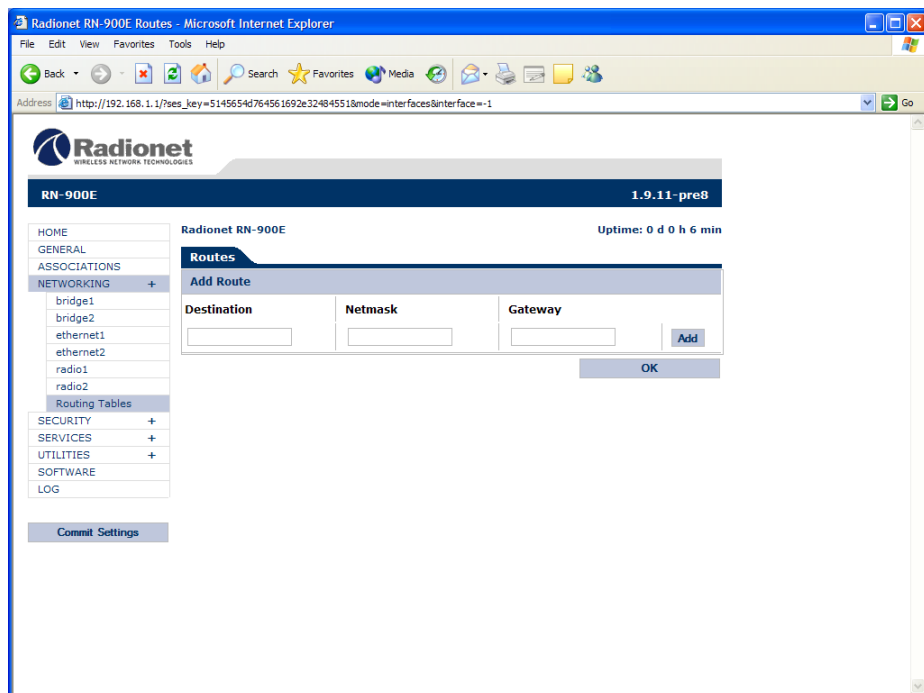 Radionet RN-900E Routes - Microsoft Internet Explorer
File Edit View Favorites Tools Help
Back Search Favorites Media
Address http://192.168.1.1/?ses_key=5145654d764561692e32484551&mode=interfaces&interface=-1 Go
Radionet
WIRELESS NETWORK TECHNOLOGIES
RN-900E 1.9.11-pre8
Radionet RN-900E Uptime: 0 d 0 h 6 min
HOME
GENERAL
ASSOCIATIONS
NETWORKING +
bridge1
bridge2
ethernet1
ethernet2
radio1
radio2
Routing Tables
SECURITY +
SERVICES +
UTILITIES +
SOFTWARE
LOG
Commit Settings
Routes
Add Route
Destination Netmask Gateway
Add
OK